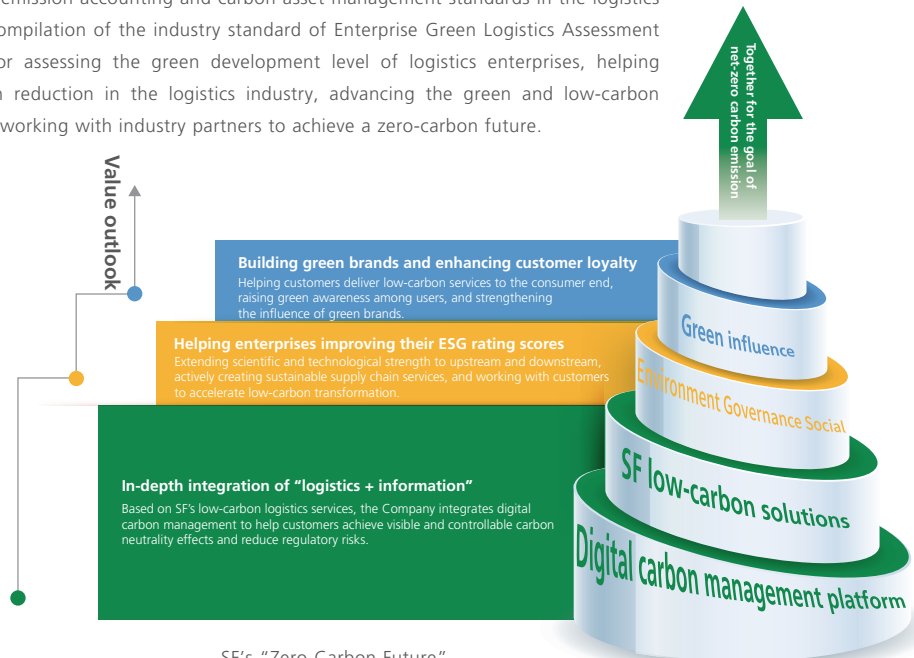 emission accounting and carbon asset management standards in the logistics
compilation of the industry standard of Enterprise Green Logistics Assessment
or assessing the green development level of logistics enterprises, helping
n reduction in the logistics industry, advancing the green and low-carbon
working with industry partners to achieve a zero-carbon future.
Together for the goal of
net-zero carbon emission
Value outlook
Building green brands and enhancing customer loyalty
Helping customers deliver low-carbon services to the consumer end,
raising green awareness among users, and strengthening
the influence of green brands.
Green influence
Helping enterprises improving their ESG rating scores
Extending scientific and technological strength to upstream and downstream,
actively creating sustainable supply chain services, and working with customers
to accelerate low-carbon transformation.
Environment Governance Social
In-depth integration of “logistics + information”
Based on SF’s low-carbon logistics services, the Company integrates digital
carbon management to help customers achieve visible and controllable carbon
neutrality effects and reduce regulatory risks.
SF low-carbon solutions
Digital carbon management platform
SF’s “Zero Carbon Future”